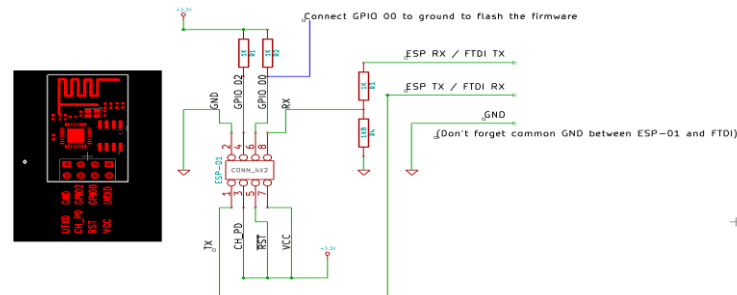 +3.3V
Connect GPIO 00 to ground to flash the firmware
1K
R1
1K
R2
ESP RX / FTDI TX
1K
R3
ESP TX / FTDI RX
GND
GPIO 02
GPIO 00
RX
GND
1K8
R4
(Don't forget common GND between ESP-01 and FTDI)
2
4
6
8
ESP-01
CONN_4X2
1
3
5
7
GND
GPIO2
GPIO0
URXD
UTXD
CH_PD
RST
VCC
TX
CH_PD
RST
VCC
+3.3V